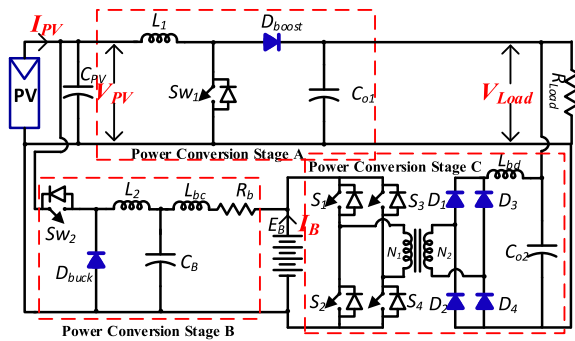 I_PV L_1 D_boost
PV C_PV V_PV Sw_1 C_o1 V_Load R_Load
Power Conversion Stage A
Power Conversion Stage C
L_2 L_bc R_b S_1 S_3 D_1 L_bd D_3
Sw_2 E_B I_B
D_buck C_B N_1 N_2 C_o2
S_2 S_4 D_2 D_4
Power Conversion Stage B